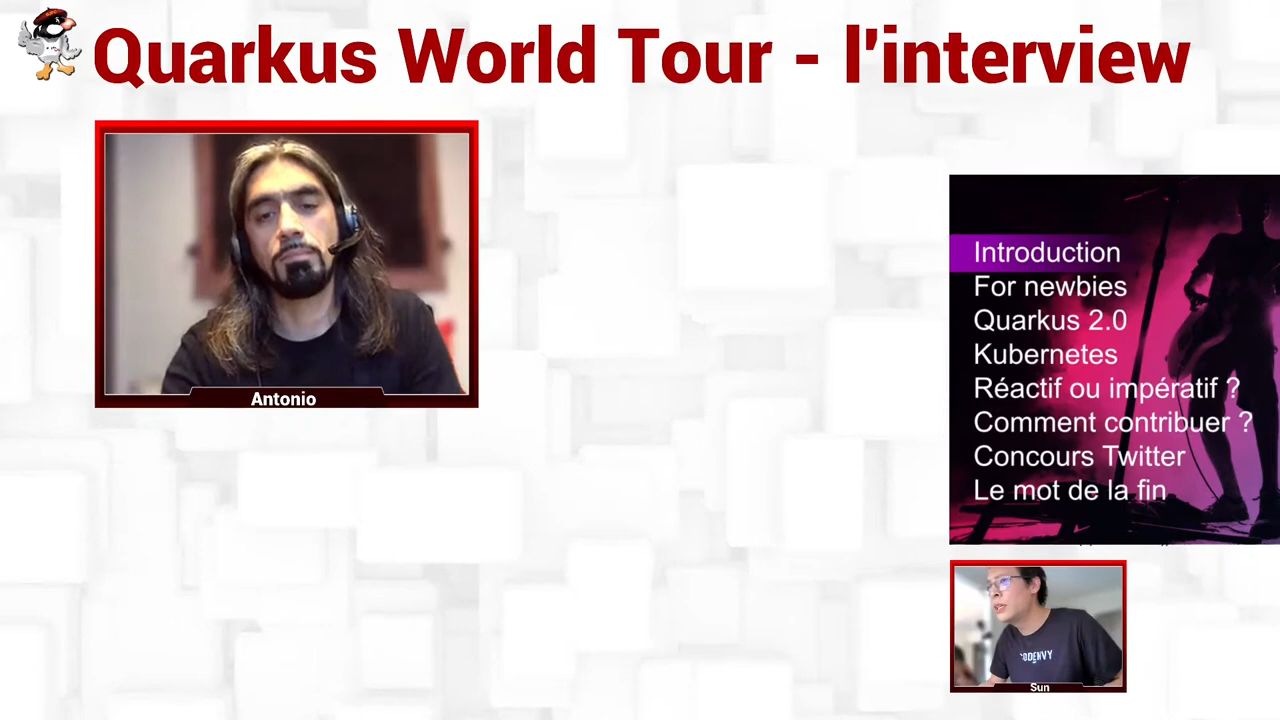 Quarkus World Tour - l'interview
Antonio
Introduction
For newbies
Quarkus 2.0
Kubernetes
Réactif ou impératif ?
Comment contribuer ?
Concours Twitter
Le mot de la fin
ODENVY
Sun